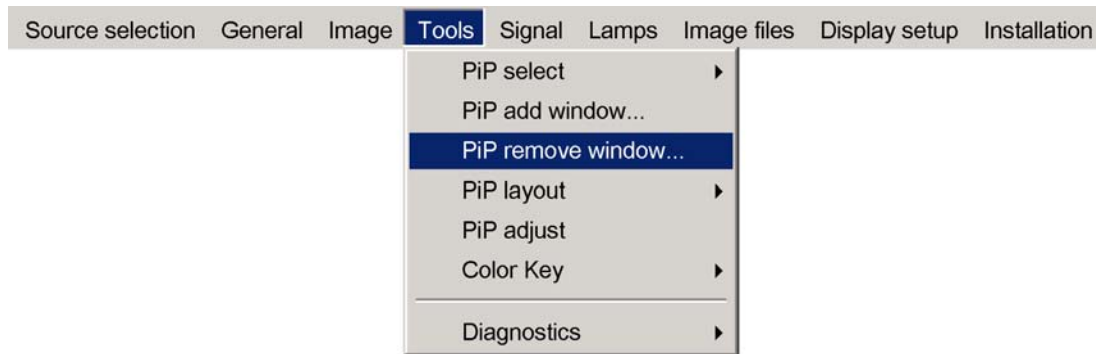 Source selection General Image Tools Signal Lamps Image files Display setup Installation
PiP select
PiP add window...
PiP remove window...
PiP layout
PiP adjust
Color Key
Diagnostics